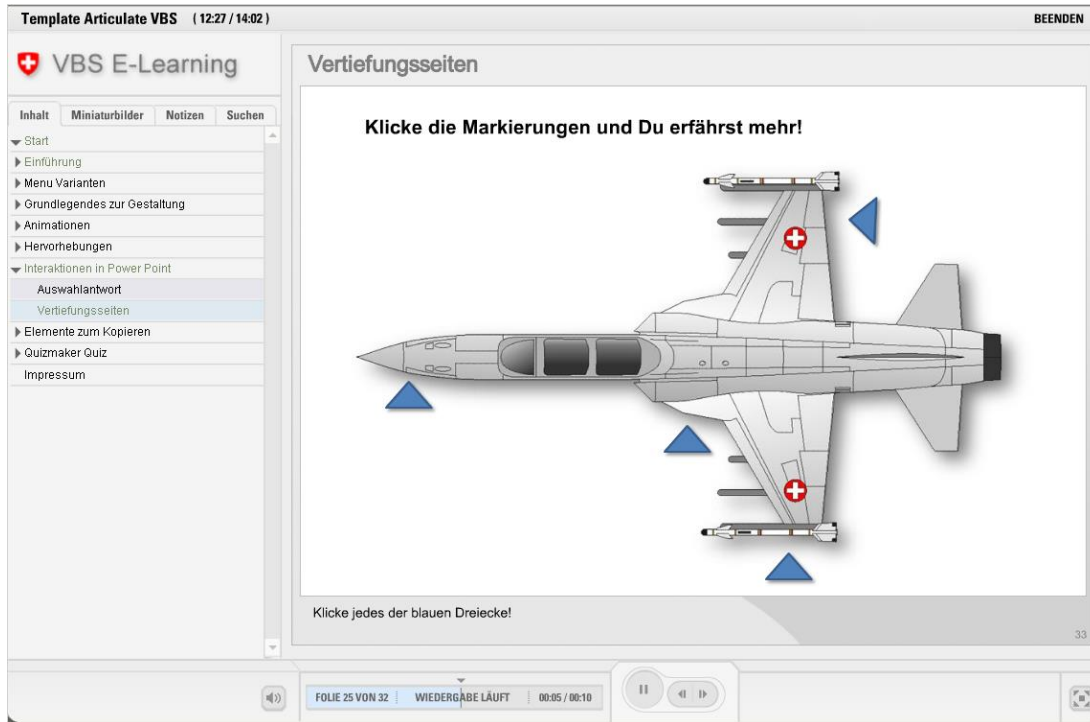 Template Articulate VBS ( 12:27 / 14:02 )
BEENDEN
VBS E-Learning
Inhalt Miniaturbilder Notizen Suchen
Start
Einführung
Menu Varianten
Grundlegendes zur Gestaltung
Animationen
Hervorhebungen
Interaktionen in Power Point
Auswahlantwort
Vertiefungsseiten
Elemente zum Kopieren
Quizmaker Quiz
Impressum
Vertiefungsseiten
Klicke die Markierungen und Du erfährst mehr!
Klicke jedes der blauen Dreiecke!
33
FOLIE 25 VON 32 WIEDERGABE LÄUFT 00:05 / 00:10